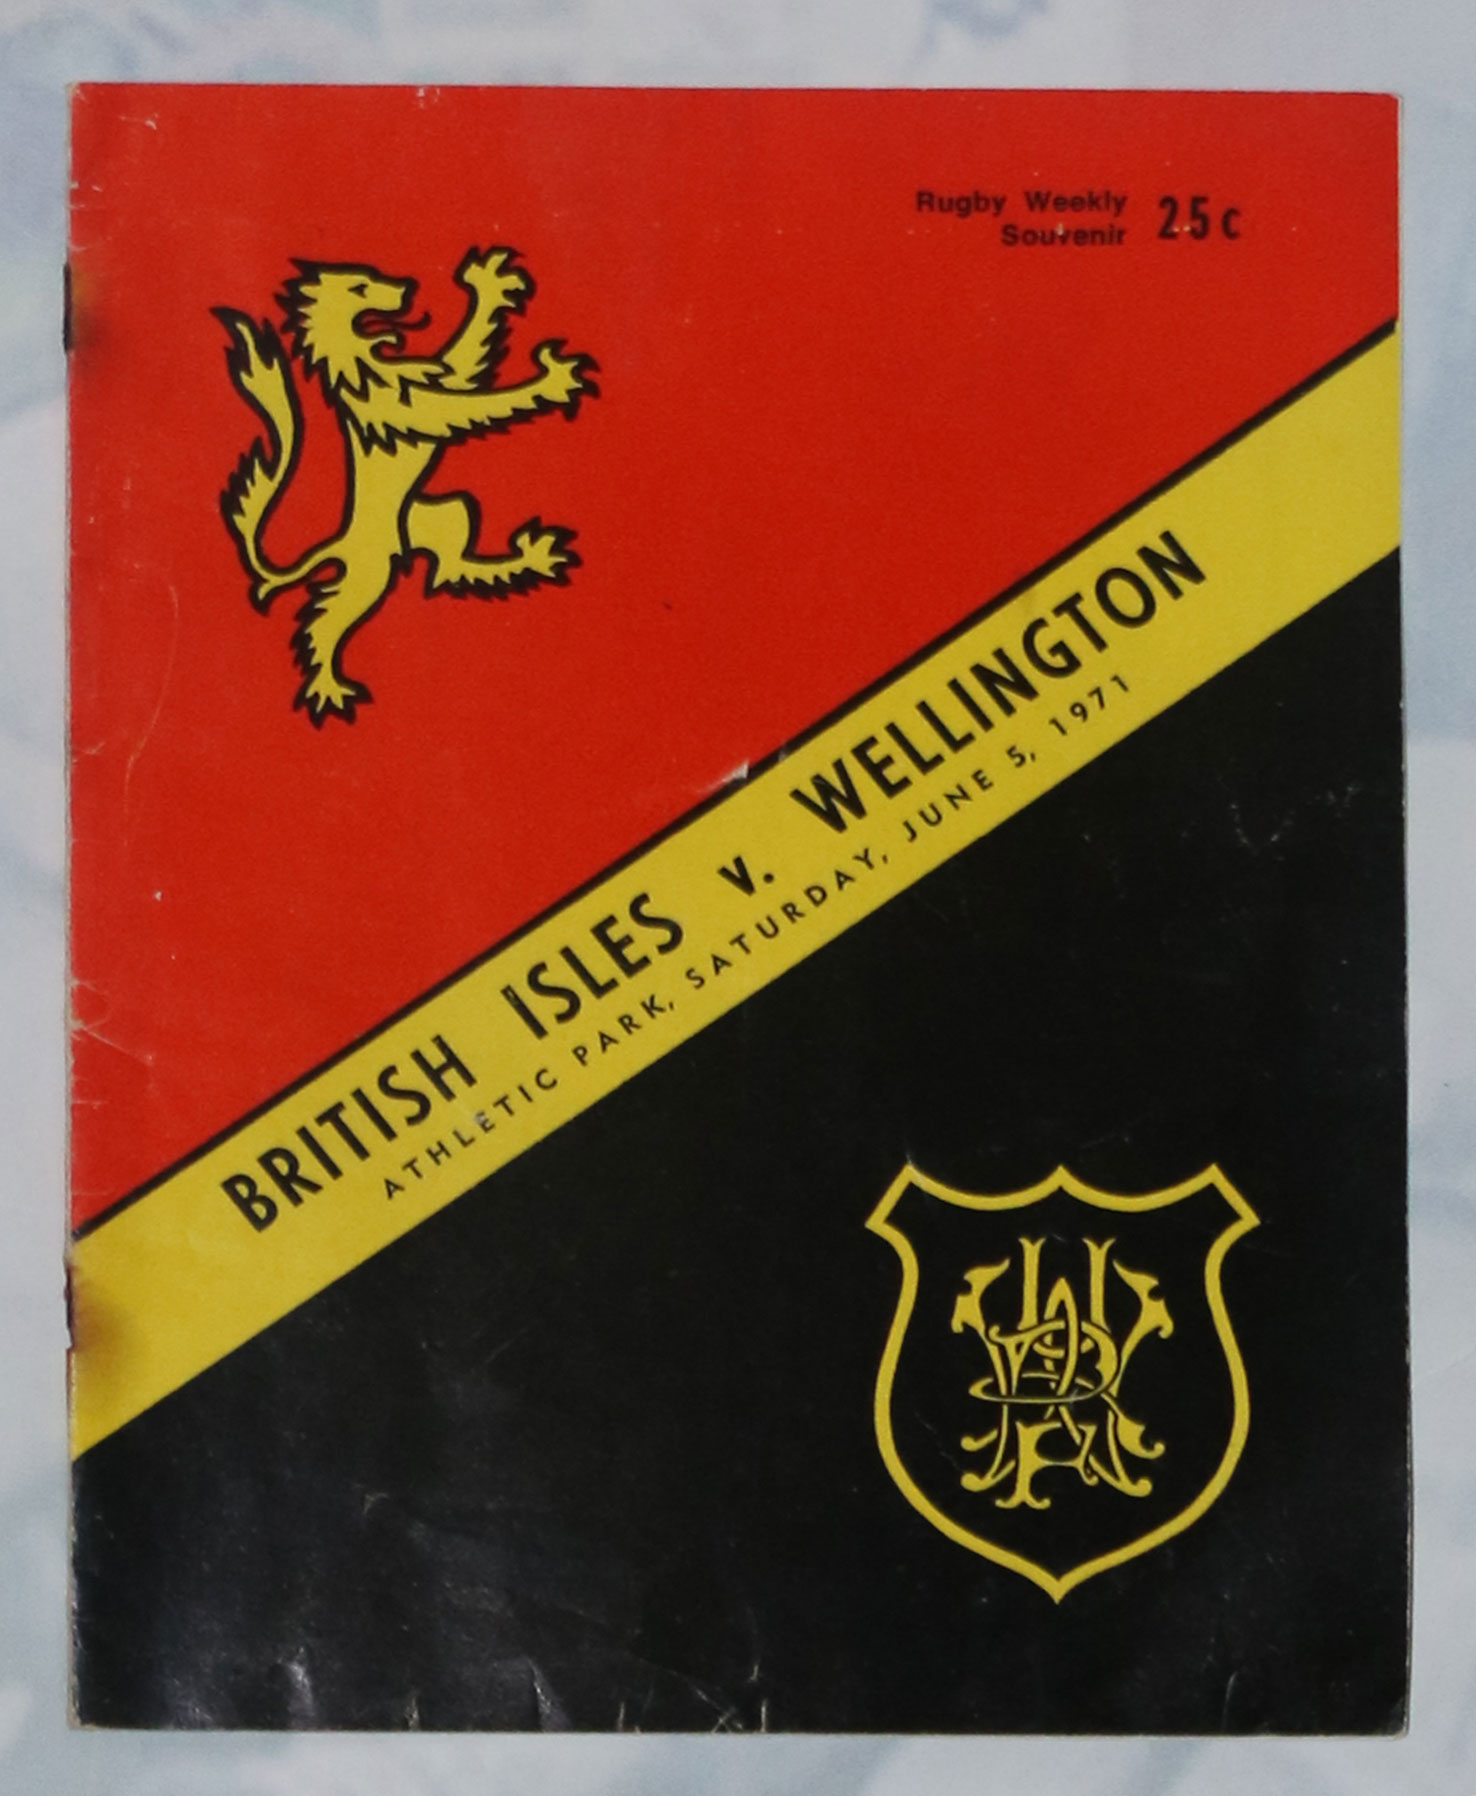 Rugby Weekly
Souvenir 25c
BRITISH ISLES v. WELLINGTON
ATHLETIC PARK, SATURDAY, JUNE 5, 1971